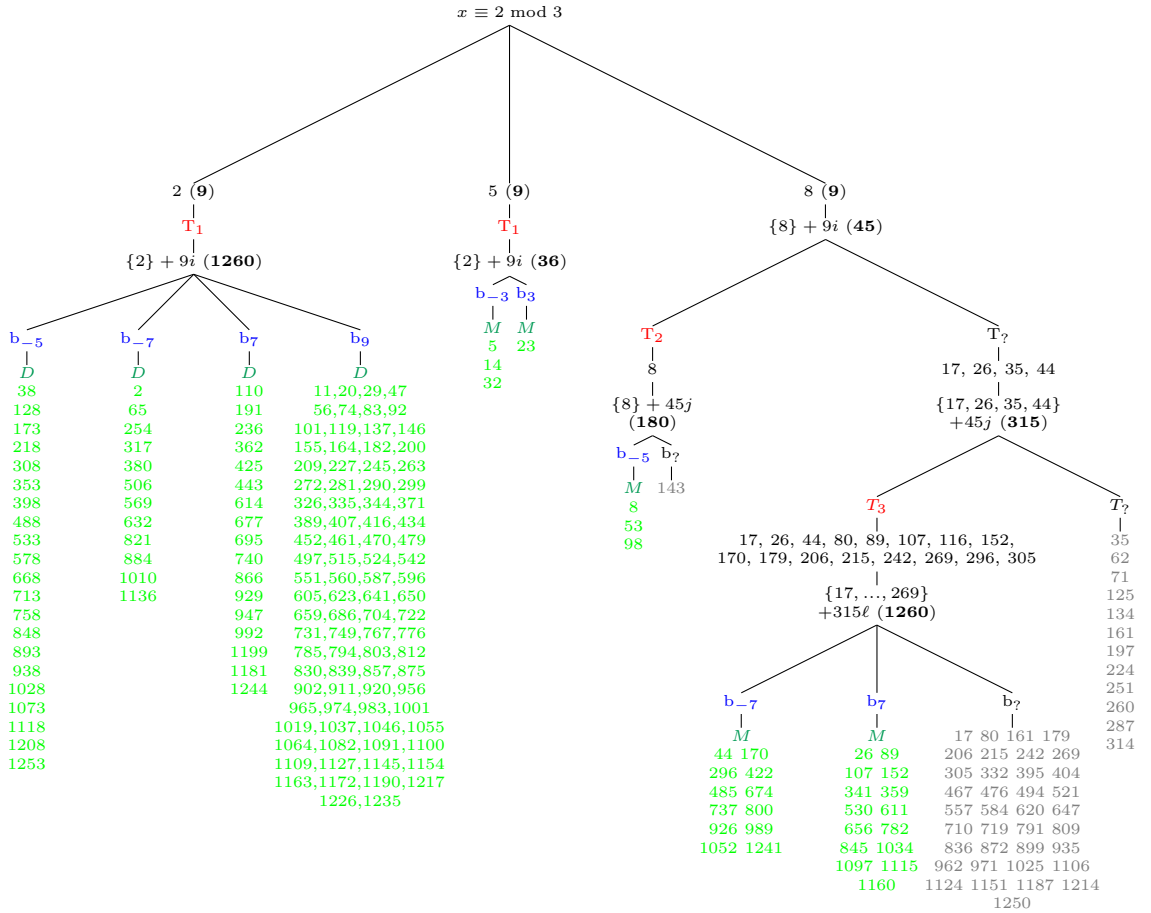 x ≡ 2 mod 3
2 (9)
5 (9)
8 (9)
T₁
T₁
{8} + 9i (45)
{2} + 9i (1260)
{2} + 9i (36)
b₋₃
b₃
M
M
5
23
14
32
b₋₅
b₋₇
b₇
b₉
D
D
D
D
38
128
173
218
308
353
398
488
533
578
668
713
758
848
893
938
1028
1073
1118
1208
1253
2
65
254
317
380
506
569
632
821
884
1010
1136
110
191
236
362
425
443
614
677
695
740
866
929
947
992
1199
1181
1244
11,20,29,47
56,74,83,92
101,119,137,146
155,164,182,200
209,227,245,263
272,281,290,299
326,335,344,371
389,407,416,434
452,461,470,479
497,515,524,542
551,560,587,596
605,623,641,650
659,686,704,722
731,749,767,776
785,794,803,812
830,839,857,875
902,911,920,956
965,974,983,1001
1019,1037,1046,1055
1064,1082,1091,1100
1109,1127,1145,1154
1163,1172,1190,1217
1226,1235
T₂
8
{8} + 45j
(180)
b₋₅
b?
M
143
8
53
98
T?
17, 26, 35, 44
{17, 26, 35, 44}
+45j (315)
T₃
17, 26, 44, 80, 89, 107, 116, 152,
170, 179, 206, 215, 242, 269, 296, 305
{17, ..., 269}
+315ℓ (1260)
b₋₇
b₇
b?
M
M
44 170
296 422
485 674
737 800
926 989
1052 1241
26 89
107 152
341 359
530 611
656 782
845 1034
1097 1115
1160
17 80 161 179
206 215 242 269
305 332 395 404
467 476 494 521
557 584 620 647
710 719 791 809
836 872 899 935
962 971 1025 1106
1124 1151 1187 1214
1250
T?
35
62
71
125
134
161
197
224
251
260
287
314